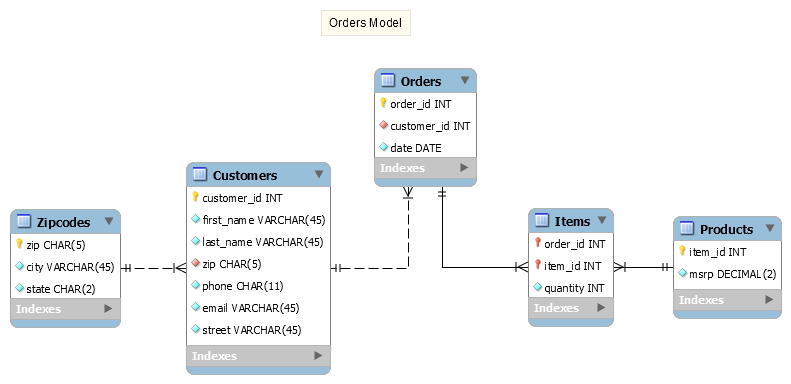 Orders Model
Orders
order_id INT
customer_id INT
date DATE
Indexes
Customers
customer_id INT
first_name VARCHAR(45)
last_name VARCHAR(45)
zip CHAR(5)
phone CHAR(11)
email VARCHAR(45)
street VARCHAR(45)
Indexes
Zipcodes
zip CHAR(5)
city VARCHAR(45)
state CHAR(2)
Indexes
Items
order_id INT
item_id INT
quantity INT
Indexes
Products
item_id INT
msrp DECIMAL(2)
Indexes